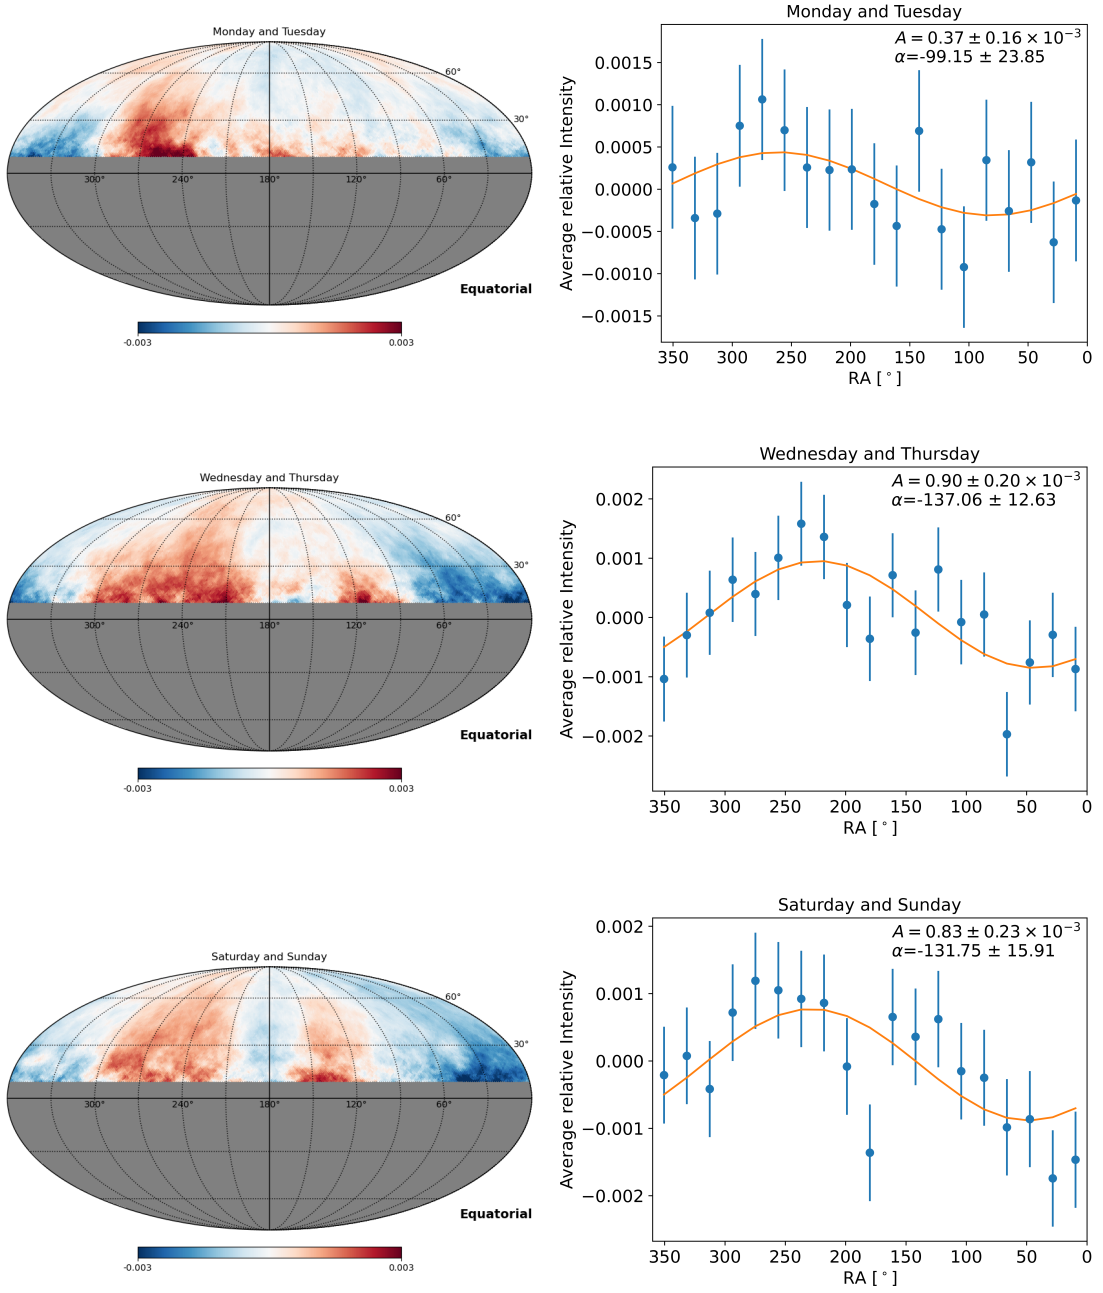 Monday and Tuesday
60°
30°
300° 240° 180° 120° 60°
Equatorial
-0.003 0.003
Monday and Tuesday
A = 0.37 ± 0.16 × 10⁻³
α=-99.15 ± 23.85
Average relative Intensity
0.0015
0.0010
0.0005
0.0000
−0.0005
−0.0010
−0.0015
350 300 250 200 150 100 50 0
RA [°]
Wednesday and Thursday
60°
30°
300° 240° 180° 120° 60°
Equatorial
-0.003 0.003
Wednesday and Thursday
A = 0.90 ± 0.20 × 10⁻³
α=-137.06 ± 12.63
Average relative Intensity
0.002
0.001
0.000
−0.001
−0.002
350 300 250 200 150 100 50 0
RA [°]
Saturday and Sunday
60°
30°
300° 240° 180° 120° 60°
Equatorial
-0.003 0.003
Saturday and Sunday
A = 0.83 ± 0.23 × 10⁻³
α=-131.75 ± 15.91
Average relative Intensity
0.002
0.001
0.000
−0.001
−0.002
350 300 250 200 150 100 50 0
RA [°]